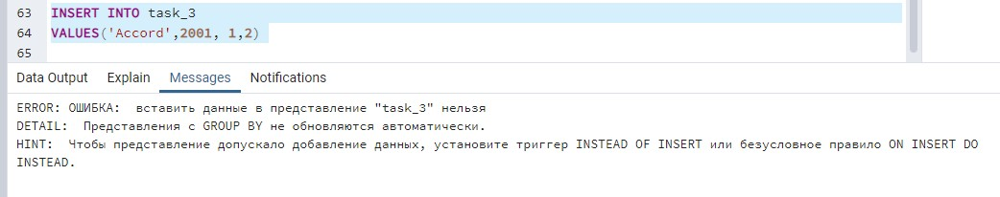 63 INSERT INTO task_3
64 VALUES('Accord',2001, 1,2)
65
Data Output Explain Messages Notifications
ERROR: ОШИБКА:  вставить данные в представление "task_3" нельзя
DETAIL:  Представления с GROUP BY не обновляются автоматически.
HINT:  Чтобы представление допускало добавление данных, установите триггер INSTEAD OF INSERT или безусловное правило ON INSERT DO
INSTEAD.